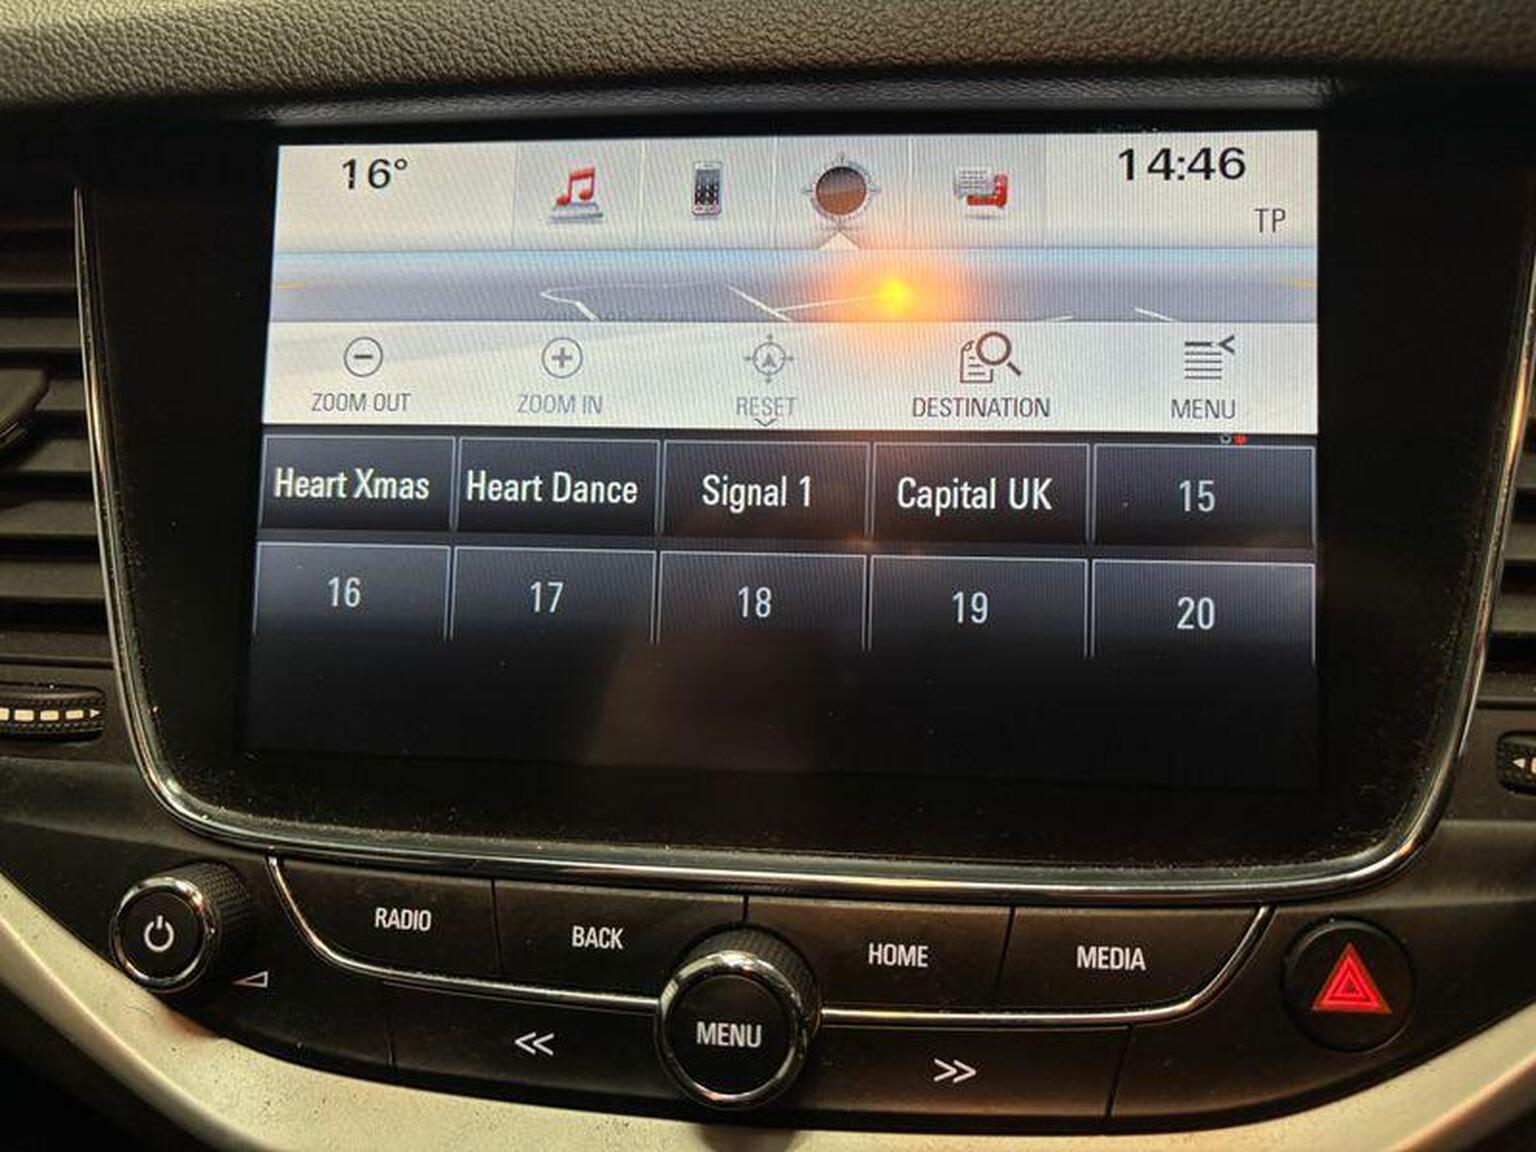 16°
14:46
TP
ZOOM OUT
ZOOM IN
RESET
DESTINATION
MENU
Heart Xmas
Heart Dance
Signal 1
Capital UK
15
16
17
18
19
20
RADIO
BACK
HOME
MEDIA
MENU